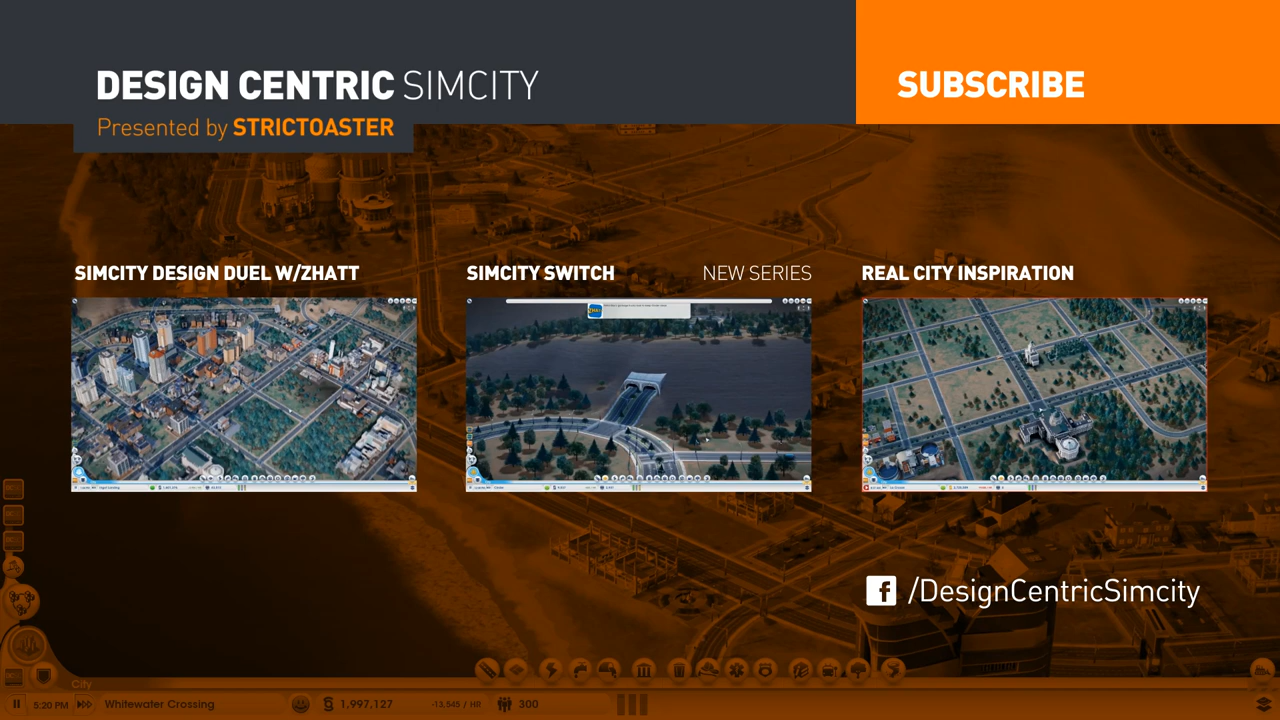 DESIGN CENTRIC SIMCITY
SUBSCRIBE
Presented by STRICTOASTER
SIMCITY DESIGN DUEL W/ZHATT
SIMCITY SWITCH
NEW SERIES
REAL CITY INSPIRATION
/DesignCentricSimcity
City
5:20 PM
Whitewater Crossing
1,997,127
-13,545 / HR
300